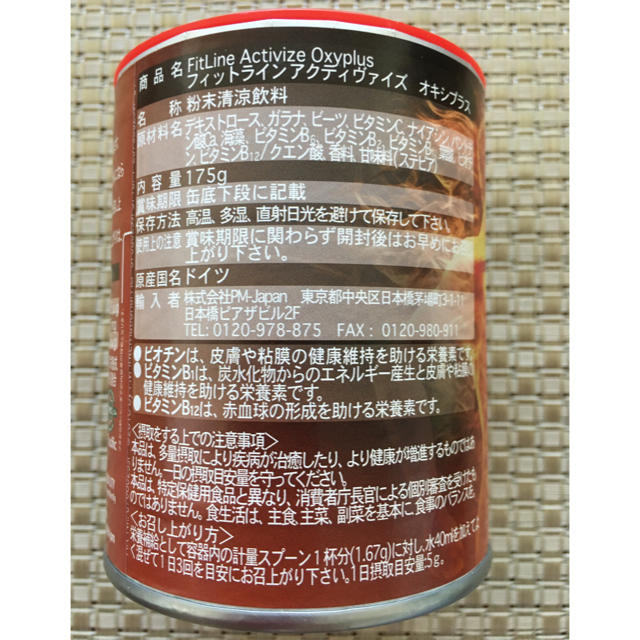 商品名 FitLine Activize Oxyplus
フィットライン アクティヴァイズ オキシプラス
名称 粉末清涼飲料
原材料名 デキストロース、ガラナ、ビーツ、ビタミンC、ナイアシン、パントテ
ン酸Ca、海藻、ビタミンB6、ビタミンB2、ビタミンB1、葉酸、ビオチ
ン、ビタミンB12/クエン酸、香料、甘味料(ステビア)
内容量 175g
賞味期限 缶底下段に記載
保存方法 高温、多湿、直射日光を避けて保存して下さい。
使用上の注意 賞味期限に関わらず開封後はお早めにお召
上がり下さい。
原産国名 ドイツ
輸入者 株式会社PM-Japan 東京都中央区日本橋茅場町3-11-11
日本橋ピアザビル2F
TEL: 0120-978-875 FAX: 0120-980-911
●ビオチンは、皮膚や粘膜の健康維持を助ける栄養素です。
●ビタミンB1は、炭水化物からのエネルギー産生と皮膚や粘膜の
健康維持を助ける栄養素です。
●ビタミンB12は、赤血球の形成を助ける栄養素です。
〈摂取をする上での注意事項〉
本品は、多量摂取により疾病が治癒したり、より健康が増進するものではあ
りません。一日の摂取目安量を守ってください。
本品は、特定保健用食品と異なり、消費者庁長官による個別審査を受けたも
のではありません。食生活は、主食、主菜、副菜を基本に、食事のバランスを。
〈お召し上がり方〉
栄養補給として容器内の計量スプーン1杯分(1.67g)に対し、水40mlを加えてよ
く混ぜて1日3回を目安にお召上がり下さい。1日摂取目安量:5g。